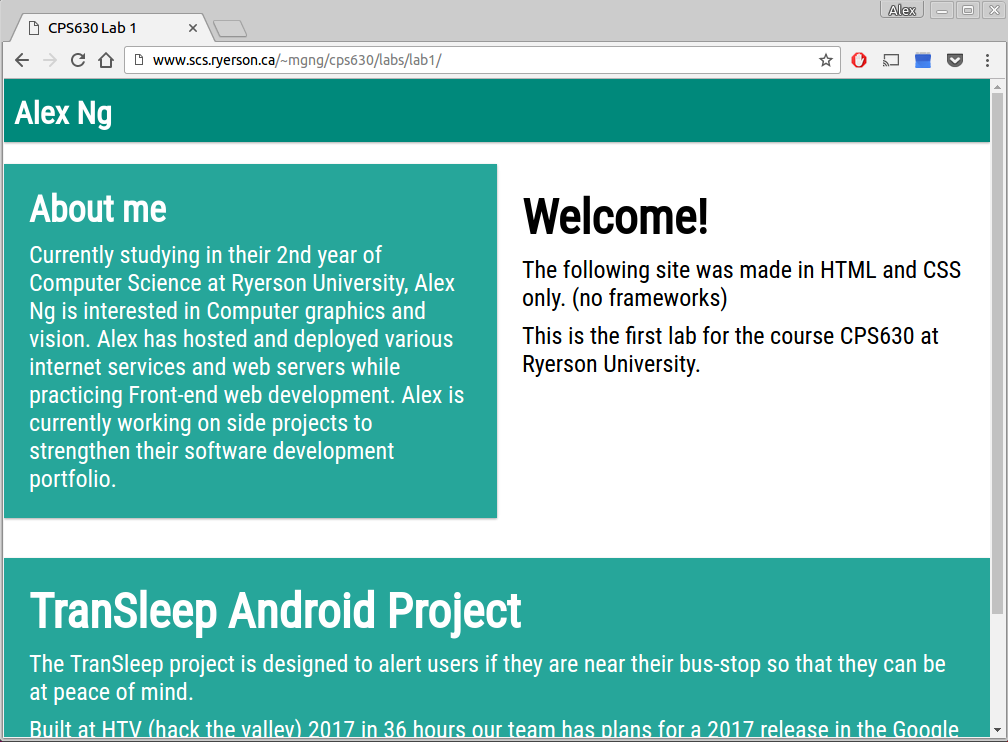 Alex
CPS630 Lab 1
www.scs.ryerson.ca/~mgng/cps630/labs/lab1/
Alex Ng
About me
Currently studying in their 2nd year of
Computer Science at Ryerson University, Alex
Ng is interested in Computer graphics and
vision. Alex has hosted and deployed various
internet services and web servers while
practicing Front-end web development. Alex is
currently working on side projects to
strengthen their software development
portfolio.
Welcome!
The following site was made in HTML and CSS
only. (no frameworks)
This is the first lab for the course CPS630 at
Ryerson University.
TranSleep Android Project
The TranSleep project is designed to alert users if they are near their bus-stop so that they can be
at peace of mind.
Built at HTV (hack the valley) 2017 in 36 hours our team has plans for a 2017 release in the Google